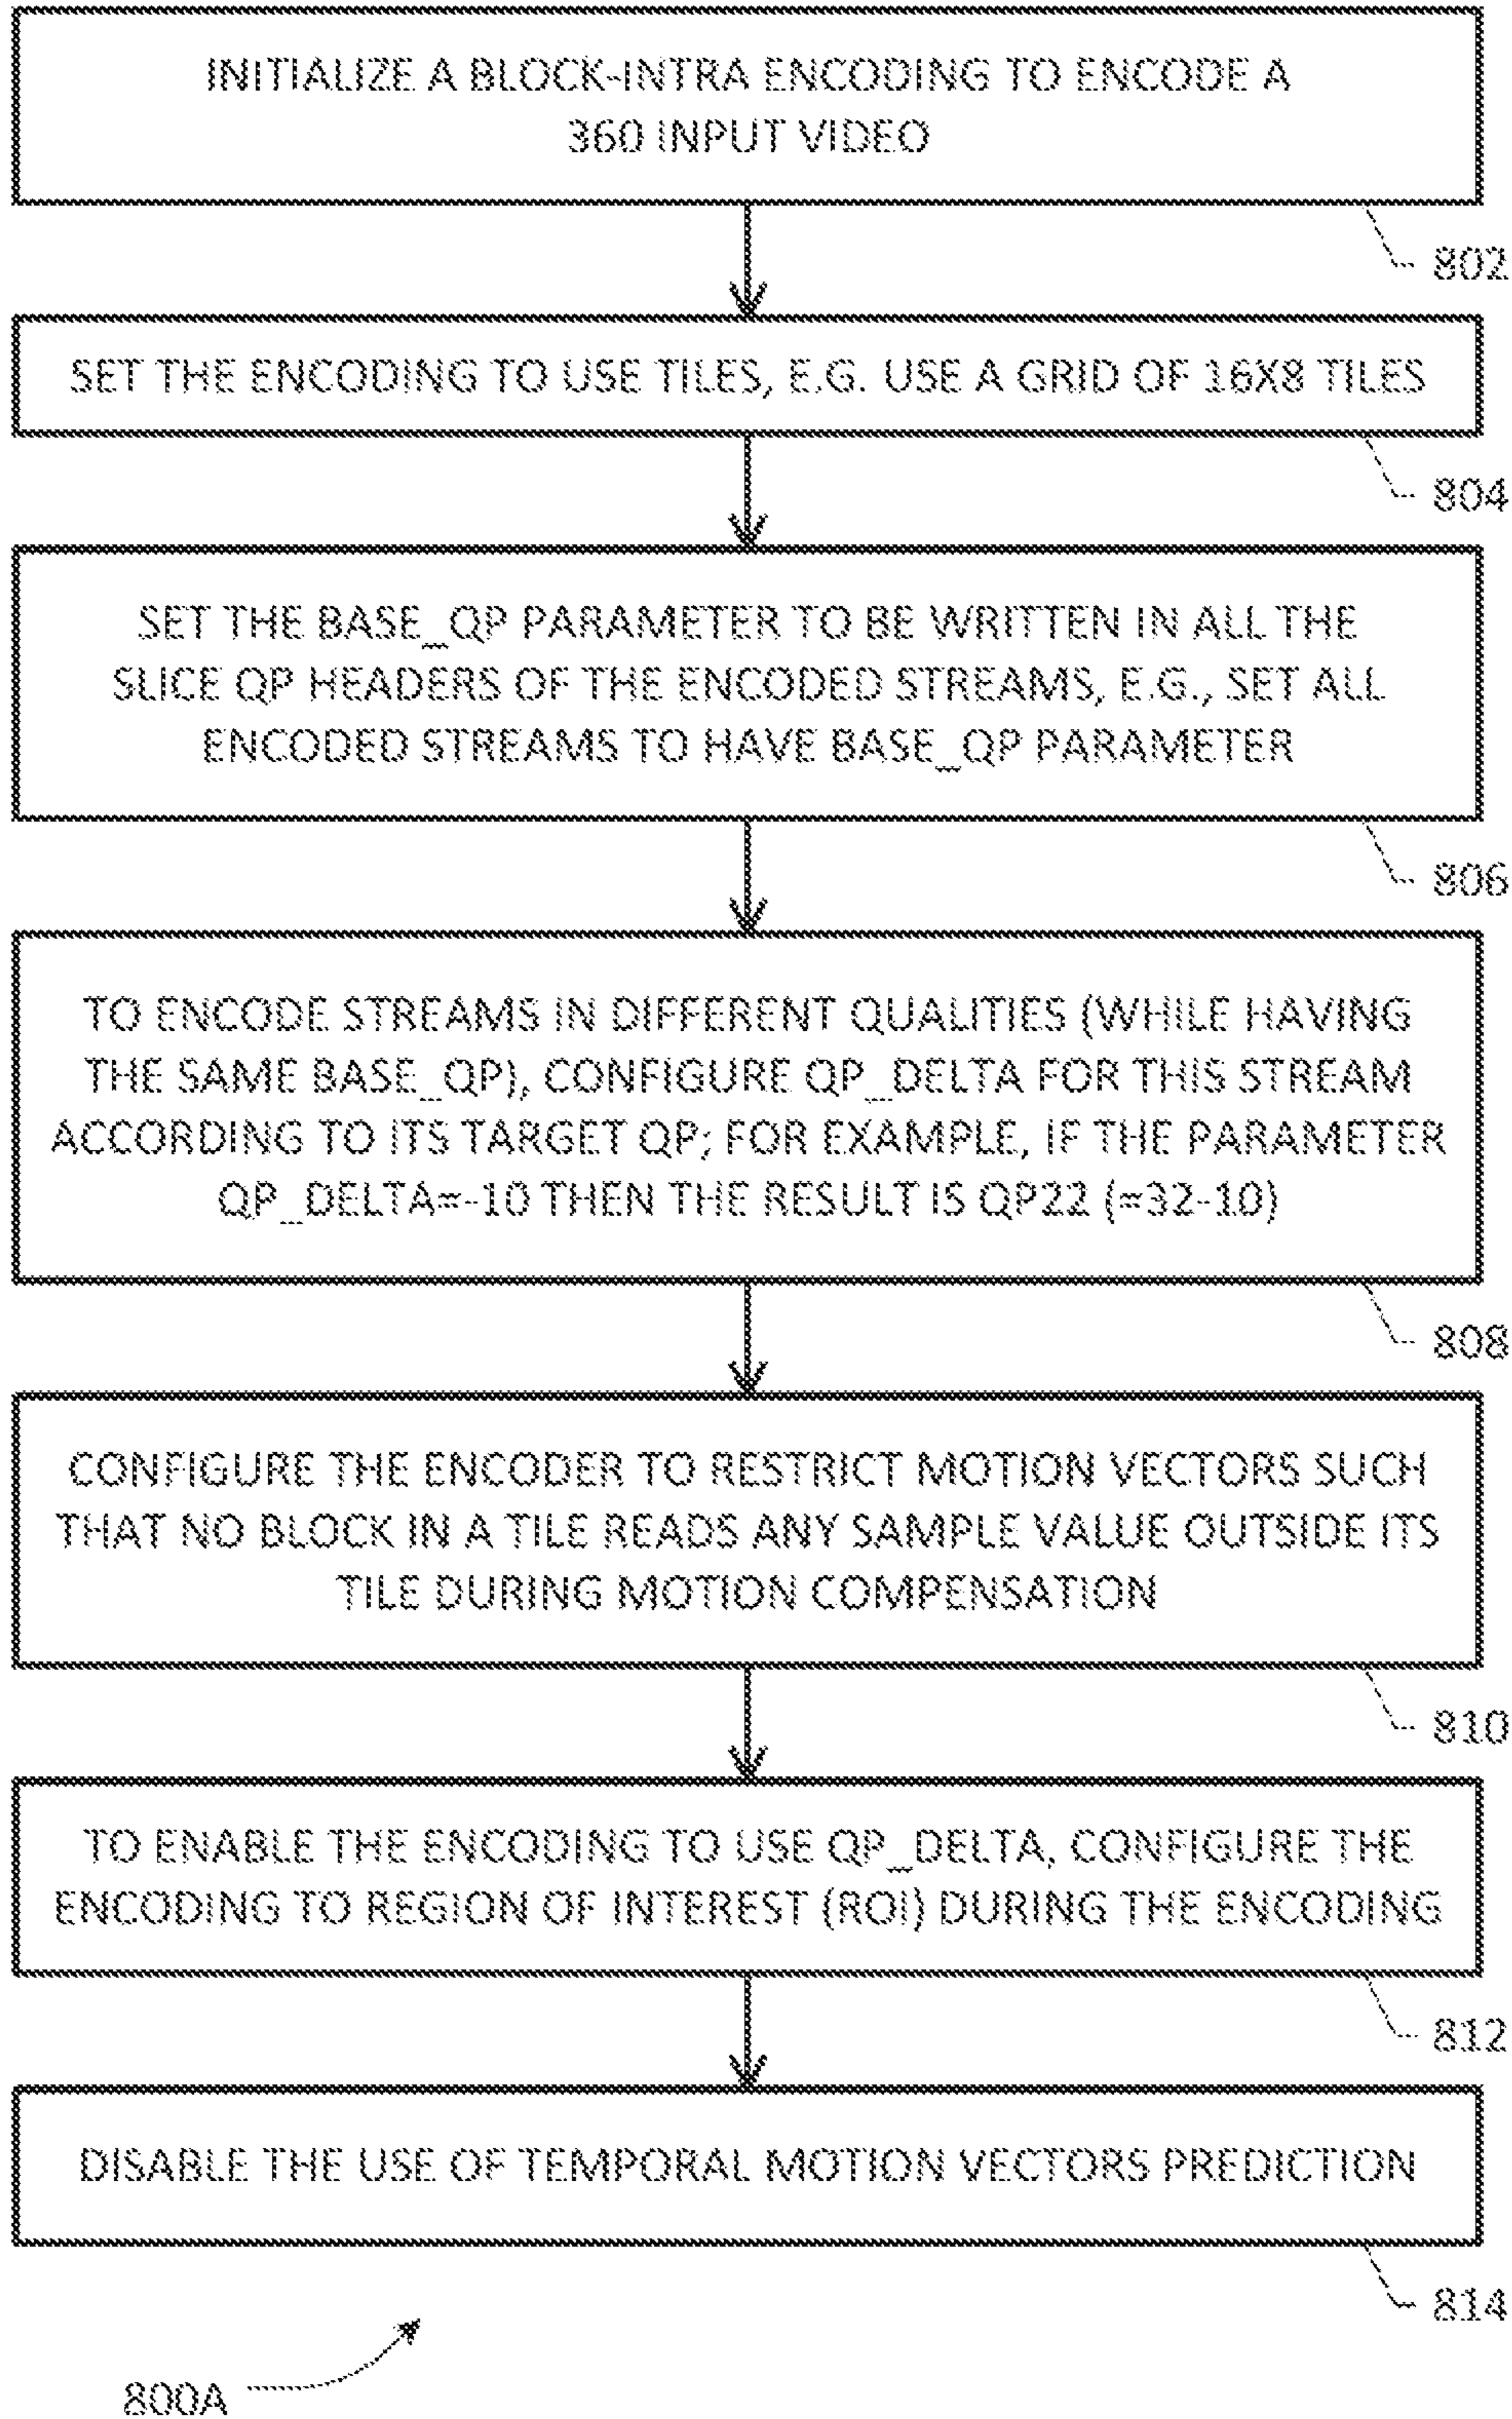 INITIALIZE A BLOCK-INTRA ENCODING TO ENCODE A
360 INPUT VIDEO
802
SET THE ENCODING TO USE TILES, E.G. USE A GRID OF 16X8 TILES
804
SET THE BASE_QP PARAMETER TO BE WRITTEN IN ALL THE
SLICE QP HEADERS OF THE ENCODED STREAMS, E.G., SET ALL
ENCODED STREAMS TO HAVE BASE_QP PARAMETER
806
TO ENCODE STREAMS IN DIFFERENT QUALITIES (WHILE HAVING
THE SAME BASE_QP), CONFIGURE QP_DELTA FOR THIS STREAM
ACCORDING TO ITS TARGET QP; FOR EXAMPLE, IF THE PARAMETER
QP_DELTA=-10 THEN THE RESULT IS QP22 (=32-10)
808
CONFIGURE THE ENCODER TO RESTRICT MOTION VECTORS SUCH
THAT NO BLOCK IN A TILE READS ANY SAMPLE VALUE OUTSIDE ITS
TILE DURING MOTION COMPENSATION
810
TO ENABLE THE ENCODING TO USE QP_DELTA, CONFIGURE THE
ENCODING TO REGION OF INTEREST (ROI) DURING THE ENCODING
812
DISABLE THE USE OF TEMPORAL MOTION VECTORS PREDICTION
814
800A